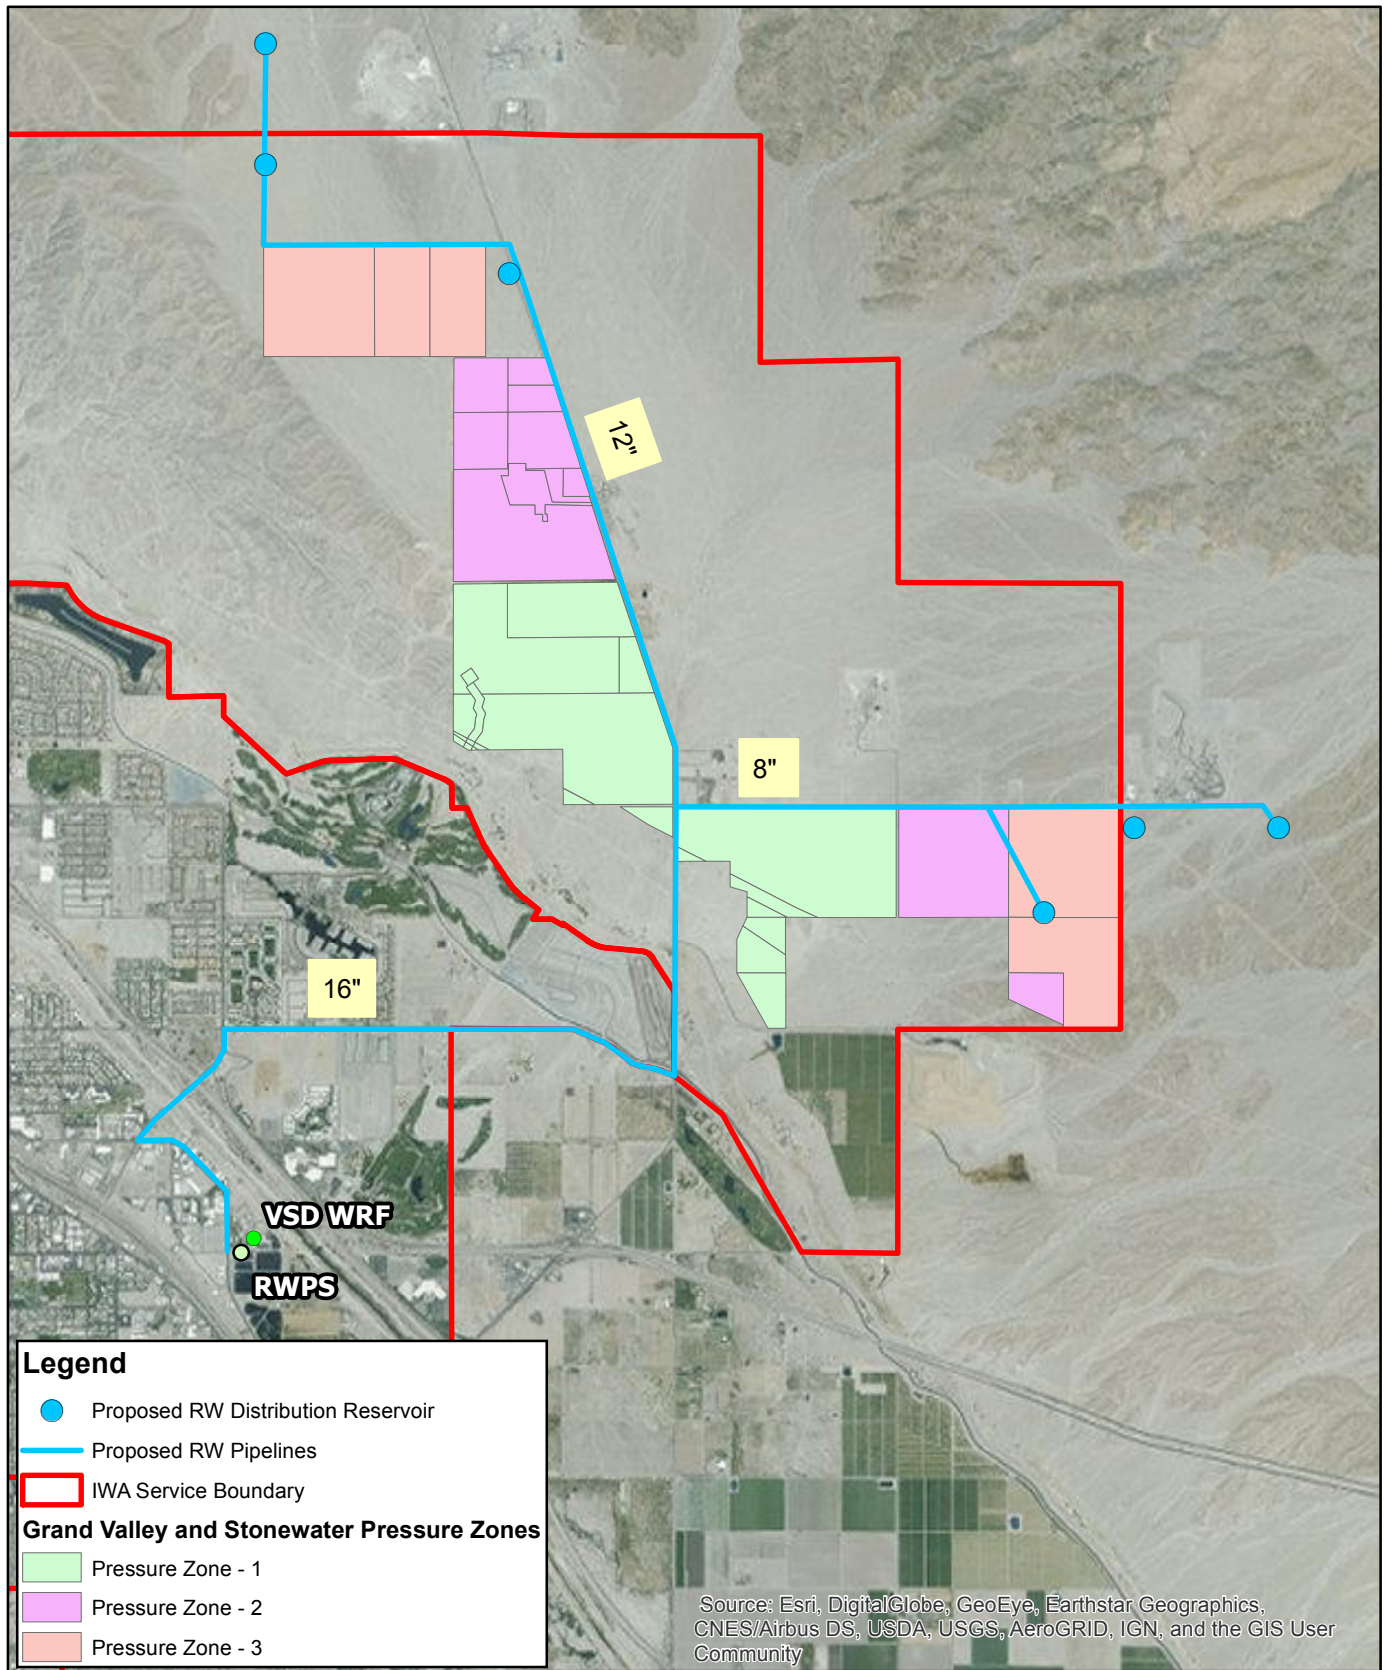 12"
8"
16"
VSD WRF
RWPS
Legend
Proposed RW Distribution Reservoir
Proposed RW Pipelines
IWA Service Boundary
Grand Valley and Stonewater Pressure Zones
Pressure Zone - 1
Pressure Zone - 2
Pressure Zone - 3
Source: Esri, DigitalGlobe, GeoEye, Earthstar Geographics,
CNES/Airbus DS, USDA, USGS, AeroGRID, IGN, and the GIS User
Community